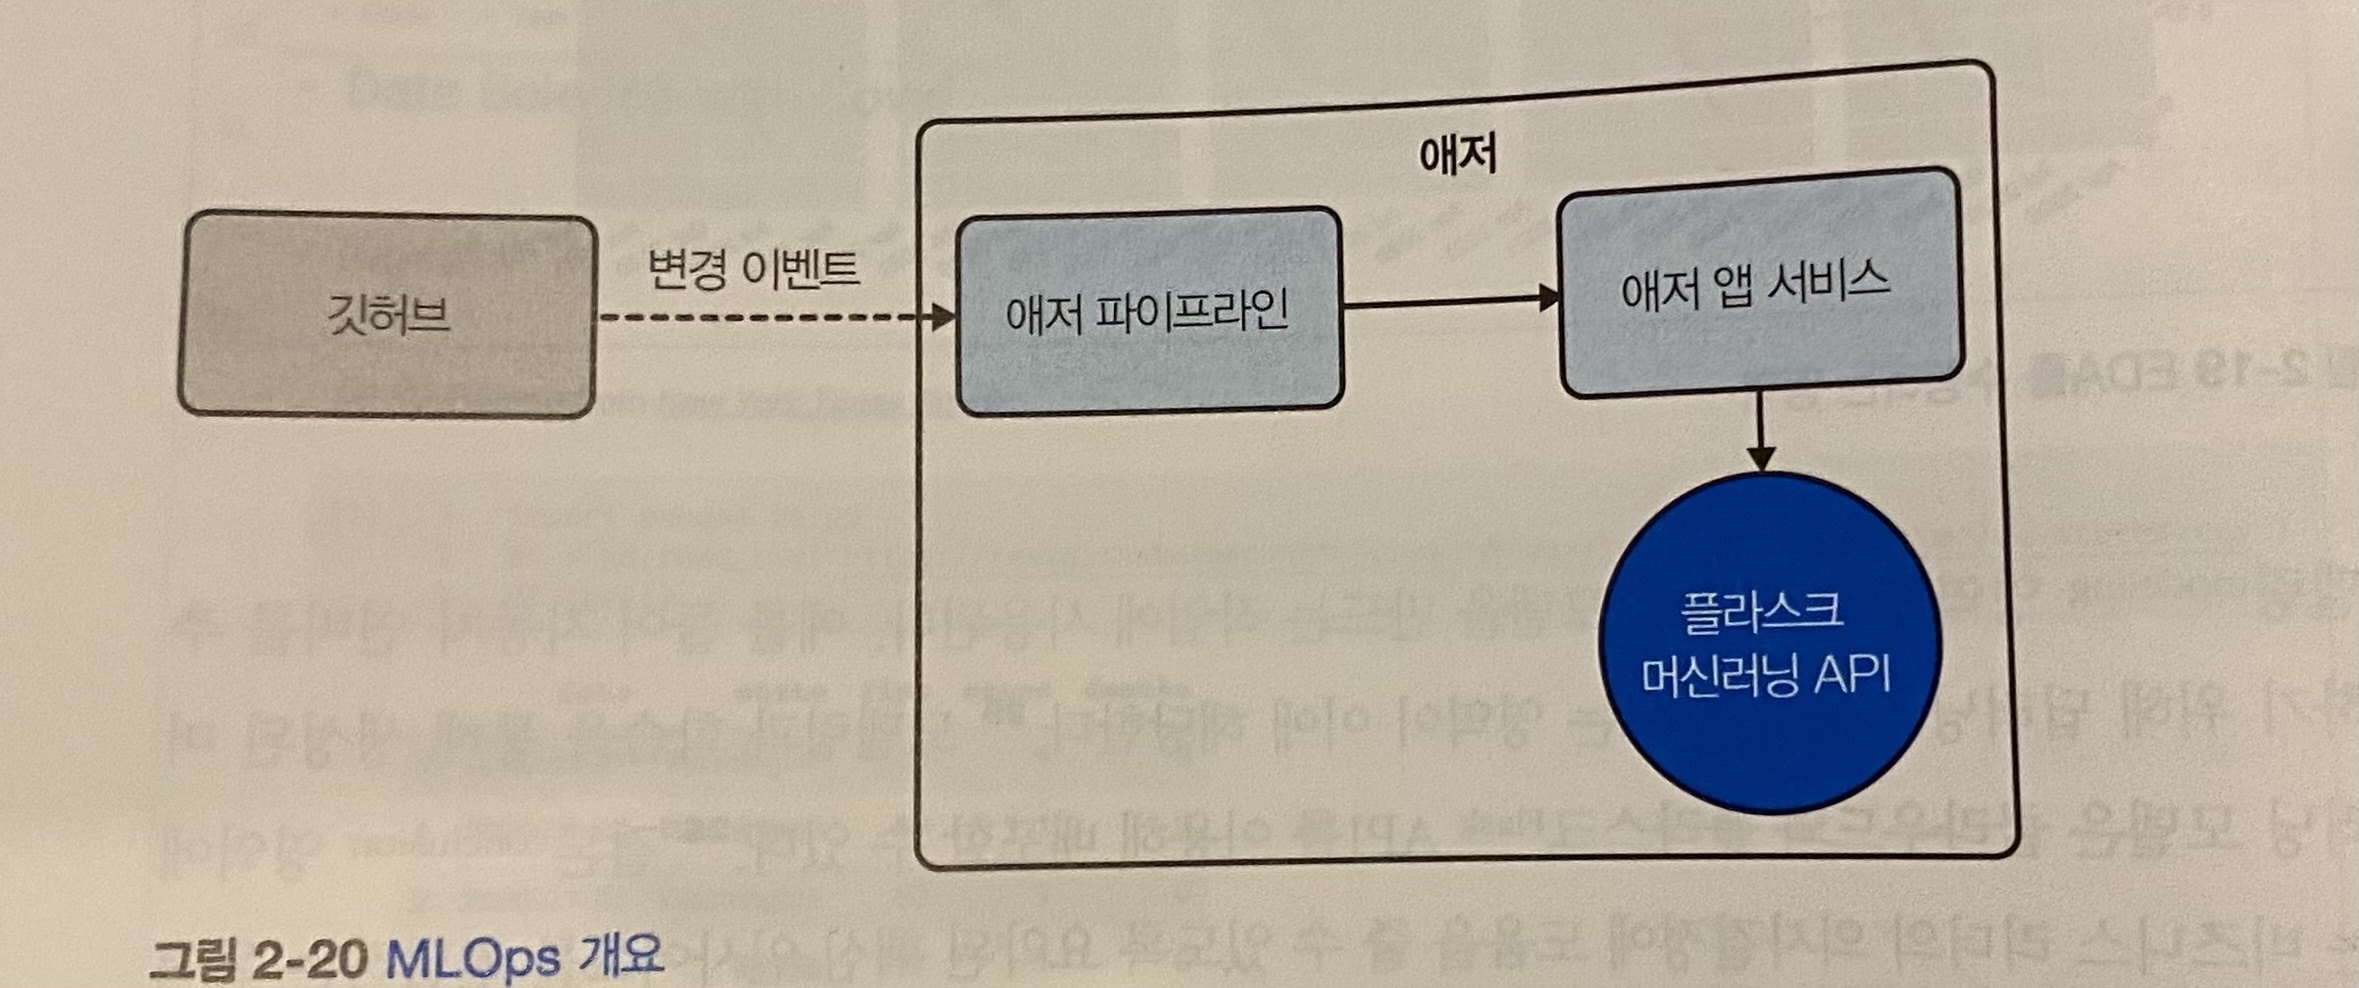 애저
깃허브
변경 이벤트
애저 파이프라인
애저 앱 서비스
플라스크
머신러닝 API
그림 2-20 MLOps 개요